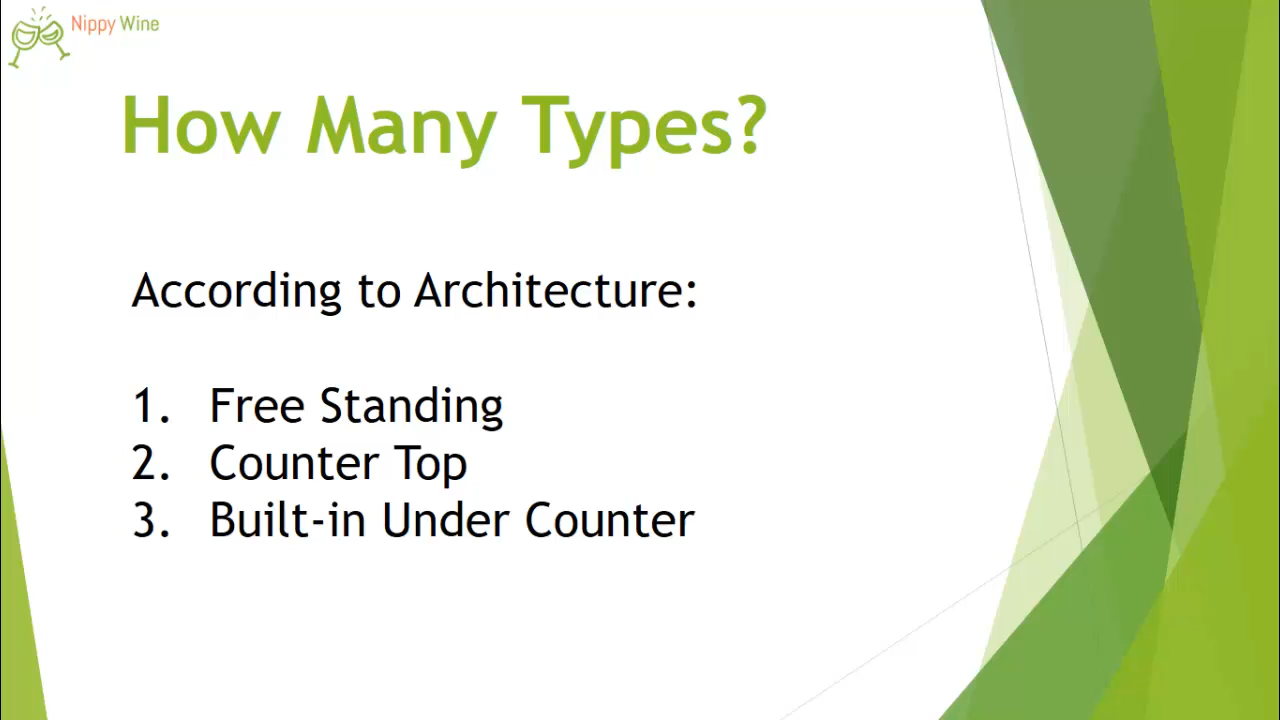 Nippy Wine
How Many Types?
According to Architecture:
1. Free Standing
2. Counter Top
3. Built-in Under Counter